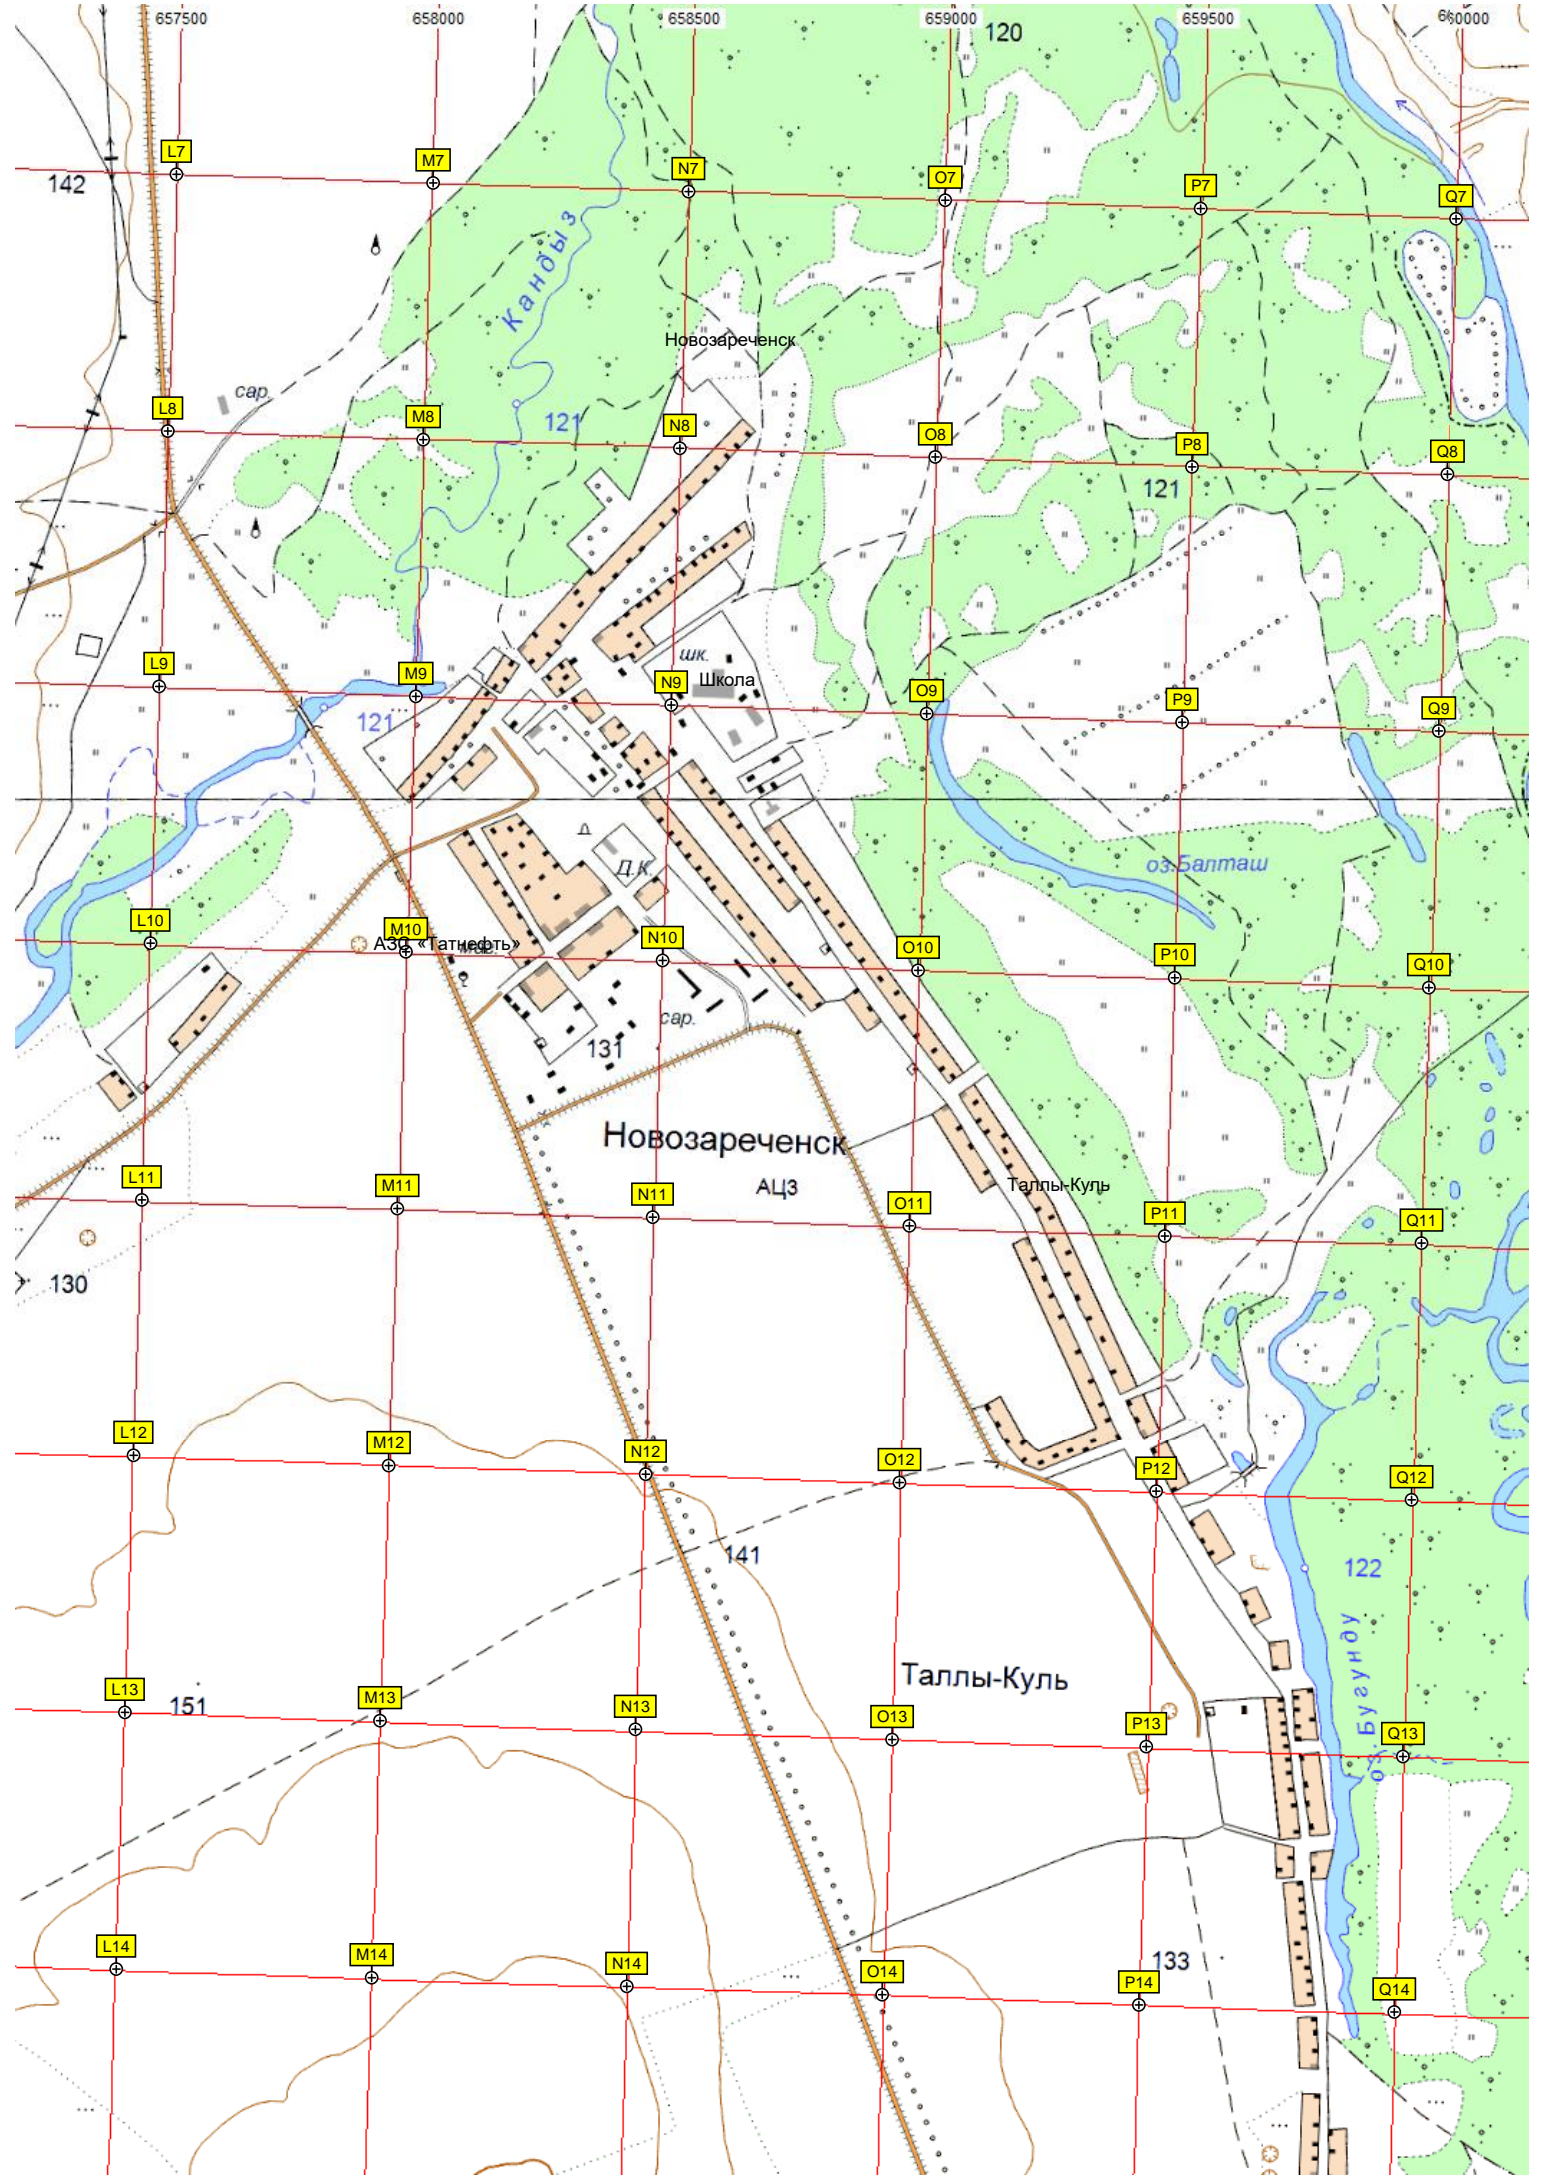 657500 658000 658500 659000 659500 660000
120
L7 M7 N7 O7 P7 Q7
142
Кандыз
Новозареченск
сар.
L8 M8 121 N8 O8 P8 Q8
121
шк.
Школа
L9 M9 N9 O9 P9 Q9
121
Д.К.
оз.Балташ
L10 M10 N10 O10 P10 Q10
АЗС «Татнефть»
сар.
131
Новозареченск
АЦЗ
Таллы-Куль
L11 M11 N11 O11 P11 Q11
130
L12 M12 N12 O12 P12 Q12
141
122
оз. Бугунду
Таллы-Куль
L13 M13 N13 O13 P13 Q13
151
133
L14 M14 N14 O14 P14 Q14